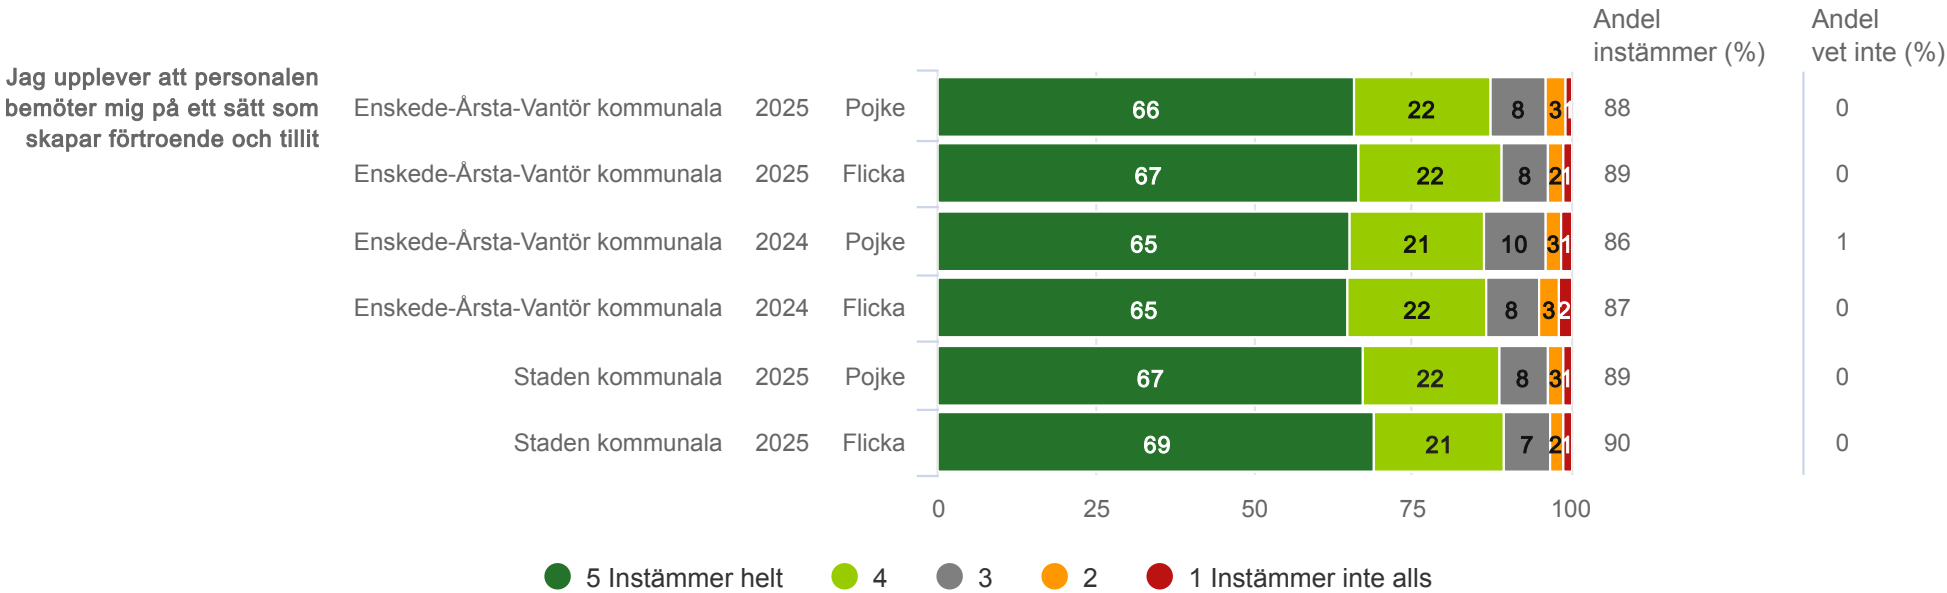 Andel
instämmer (%)
Andel
vet inte (%)
Jag upplever att personalen
bemöter mig på ett sätt som
skapar förtroende och tillit
Enskede-Årsta-Vantör kommunala 2025 Pojke 66 22 8 3 1 88 0
Enskede-Årsta-Vantör kommunala 2025 Flicka 67 22 8 2 1 89 0
Enskede-Årsta-Vantör kommunala 2024 Pojke 65 21 10 3 1 86 1
Enskede-Årsta-Vantör kommunala 2024 Flicka 65 22 8 3 2 87 0
Staden kommunala 2025 Pojke 67 22 8 3 1 89 0
Staden kommunala 2025 Flicka 69 21 7 2 1 90 0
0 25 50 75 100
5 Instämmer helt 4 3 2 1 Instämmer inte alls